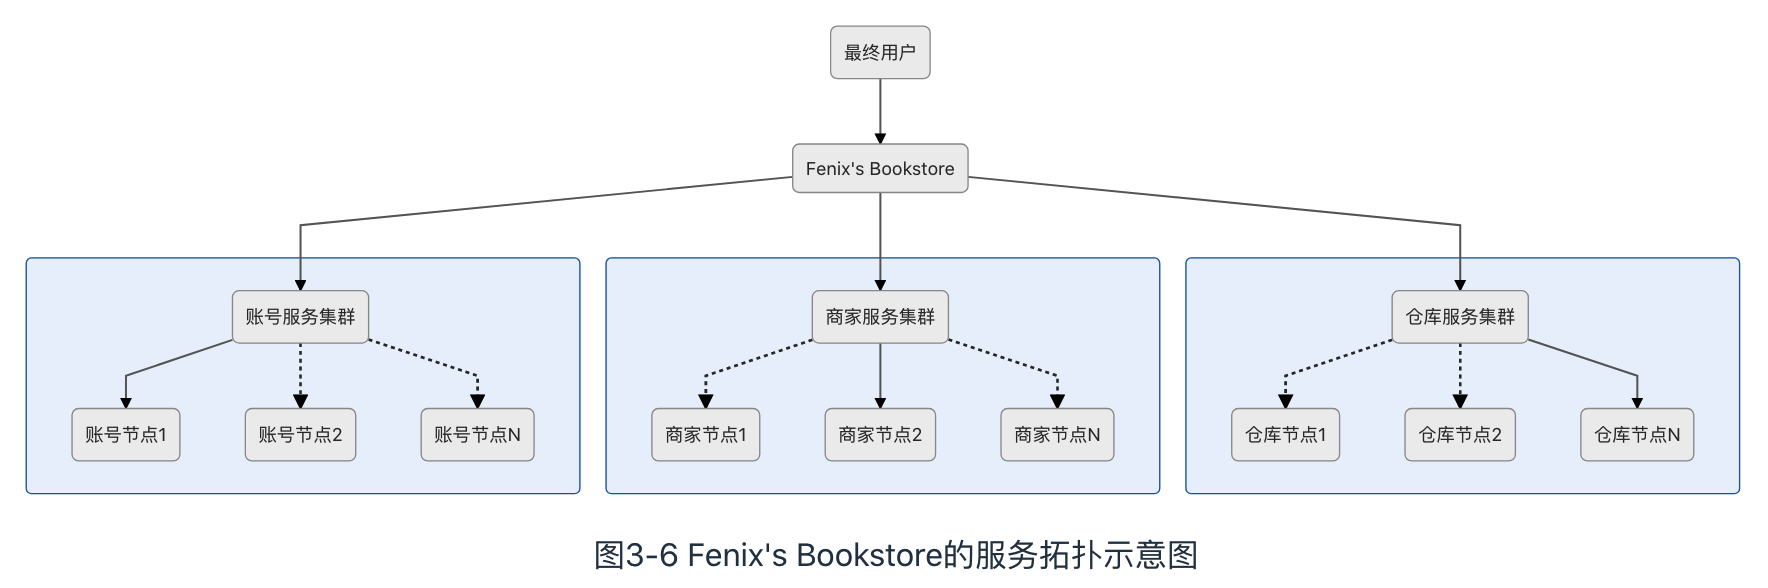 最终用户
Fenix's Bookstore
账号服务集群
商家服务集群
仓库服务集群
账号节点1
账号节点2
账号节点N
商家节点1
商家节点2
商家节点N
仓库节点1
仓库节点2
仓库节点N
图3-6 Fenix's Bookstore的服务拓扑示意图